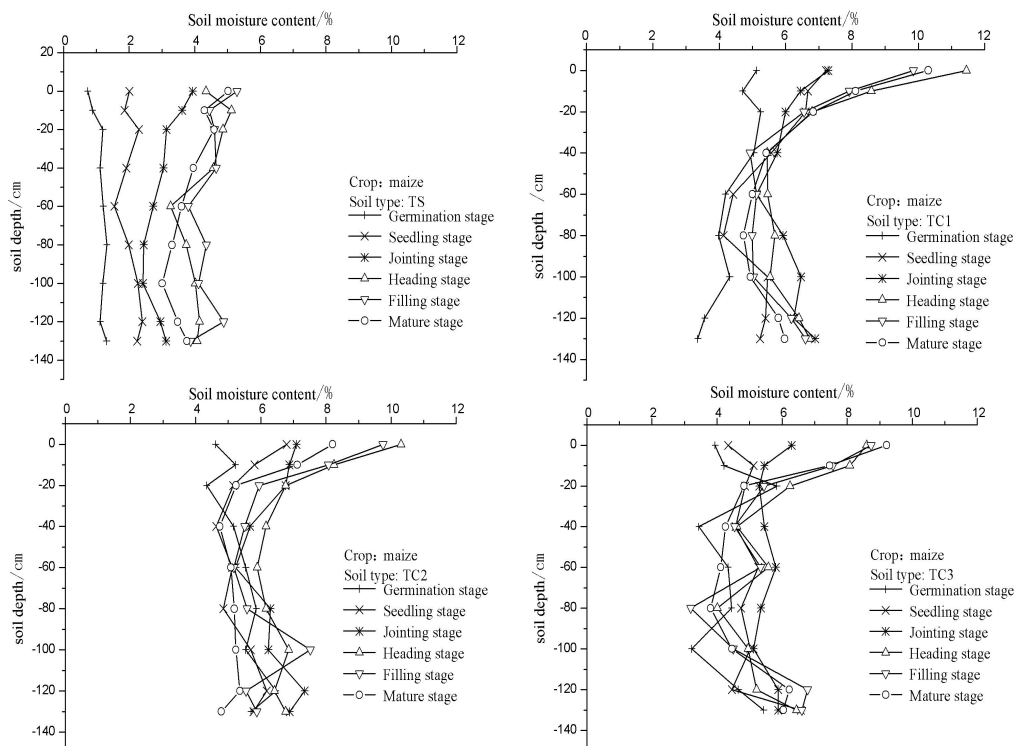 Soil moisture content/%
0 2 4 6 8 10 12
20
0
-20
-40
-60
-80
-100
-120
-140
soil depth/cm
Crop: maize
Soil type: TS
Germination stage
Seedling stage
Jointing stage
Heading stage
Filling stage
Mature stage
Soil moisture content/%
0 2 4 6 8 10 12
0
-20
-40
-60
-80
-100
-120
-140
soil depth /cm
Crop: maize
Soil type: TC1
Germination stage
Seedling stage
Jointing stage
Heading stage
Filling stage
Mature stage
Soil moisture content/%
0 2 4 6 8 10 12
0
-20
-40
-60
-80
-100
-120
-140
soil depth/cm
Crop: maize
Soil type: TC2
Germination stage
Seedling stage
Jointing stage
Heading stage
Filling stage
Mature stage
Soil moisture content/%
0 2 4 6 8 10 12
0
-20
-40
-60
-80
-100
-120
-140
soil depth/cm
Crop: maize
Soil type: TC3
Germination stage
Seedling stage
Jointing stage
Heading stage
Filling stage
Mature stage